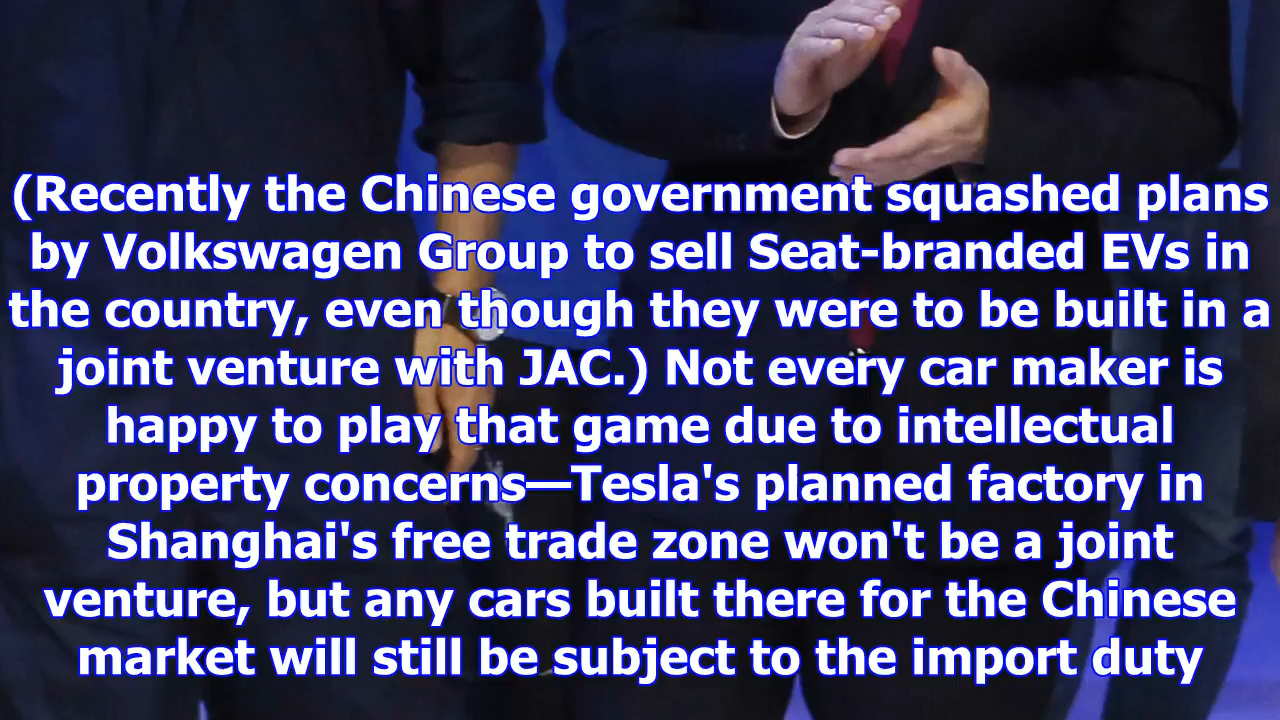 (Recently the Chinese government squashed plans
by Volkswagen Group to sell Seat-branded EVs in
the country, even though they were to be built in a
joint venture with JAC.) Not every car maker is
happy to play that game due to intellectual
property concerns—Tesla's planned factory in
Shanghai's free trade zone won't be a joint
venture, but any cars built there for the Chinese
market will still be subject to the import duty